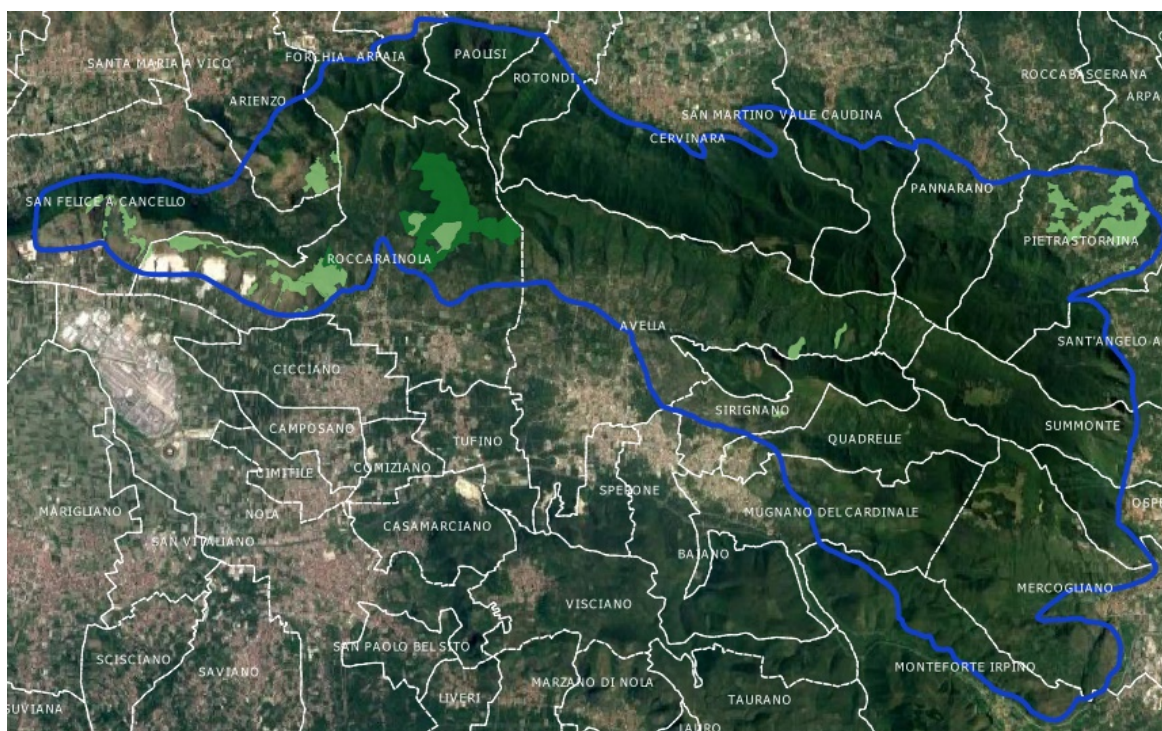 PAOLISI
FORCHIA
ARPAIA
SANTA MARIA A VICO
ROTONDI
ROCCABASCERANA
ARIENZO
ARPA
SAN MARTINO VALLE CAUDINA
CERVINARA
PANNARANO
SAN FELICE A CANCELLO
PIETRASTORNINA
ROCCARAINOLA
AVELLA
SANT'ANGELO A
CICCIANO
SIRIGNANO
CAMPOSANO
SUMMONTE
TUFINO
QUADRELLE
COMIZIANO
CIMITILE
SPERONE
OSPE
MARIGLIANO
NOLA
MUGNANO DEL CARDINALE
CASAMARCIANO
SAN VITALIANO
BAIANO
MERCOGLIANO
VISCIANO
SAN PAOLO BEL SITO
SCISCIANO
MONTEFORTE IRPINO
SAVIANO
MARZANO DI NOLA
LIVERI
TAURANO
SUVIANA
LAURO